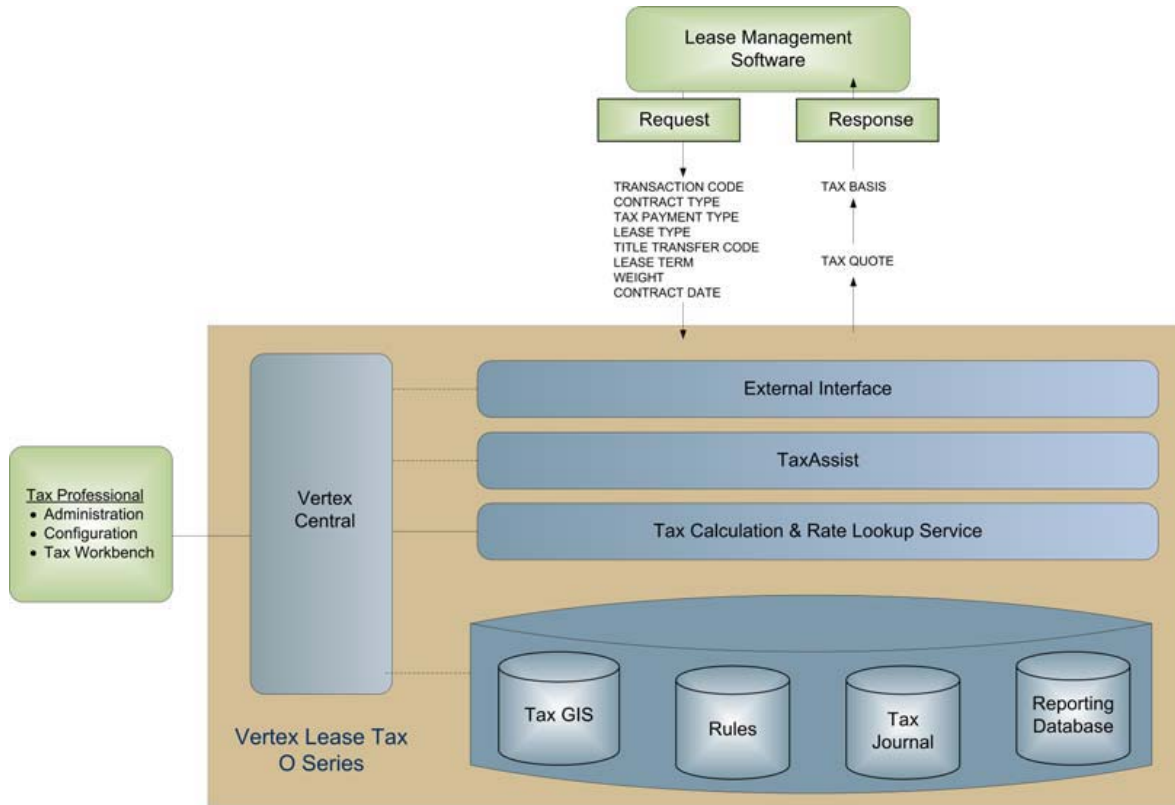 Lease Management
Software
Request
Response
TRANSACTION CODE
CONTRACT TYPE
TAX PAYMENT TYPE
LEASE TYPE
TITLE TRANSFER CODE
LEASE TERM
WEIGHT
CONTRACT DATE
TAX BASIS
TAX QUOTE
Tax Professional
• Administration
• Configuration
• Tax Workbench
Vertex
Central
External Interface
TaxAssist
Tax Calculation & Rate Lookup Service
Tax GIS
Rules
Tax
Journal
Reporting
Database
Vertex Lease Tax
O Series